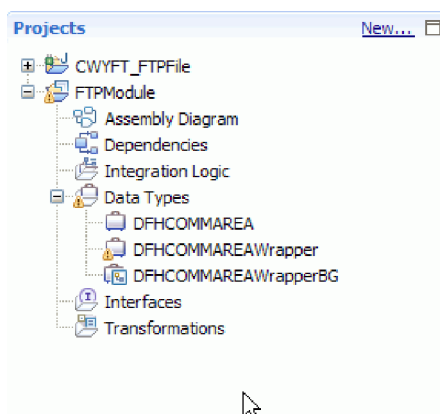 Projects New...
CWYFT_FTPFile
FTPModule
Assembly Diagram
Dependencies
Integration Logic
Data Types
DFHCOMMAREA
DFHCOMMAREAWrapper
DFHCOMMAREAWrapperBG
Interfaces
Transformations